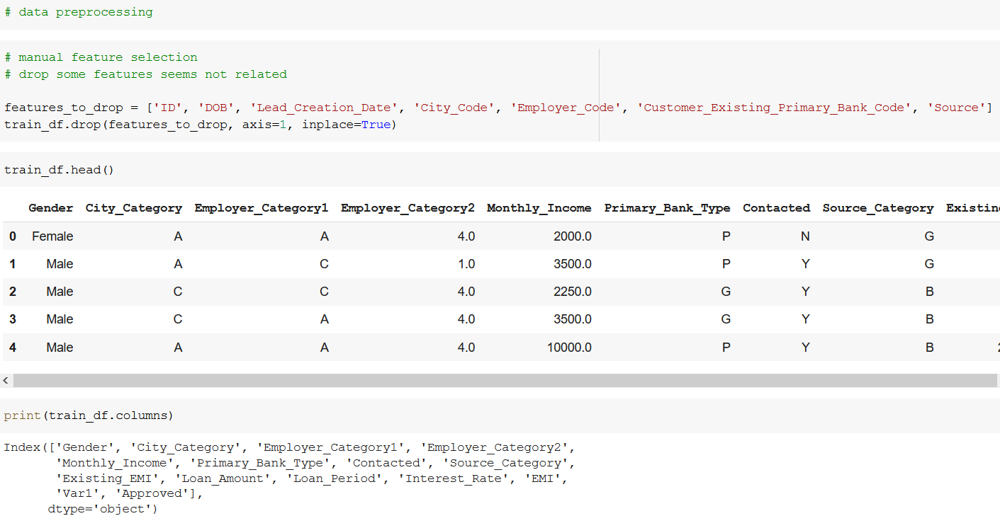 # data preprocessing
# manual feature selection
# drop some features seems not related
features_to_drop = ['ID', 'DOB', 'Lead_Creation_Date', 'City_Code', 'Employer_Code', 'Customer_Existing_Primary_Bank_Code', 'Source']
train_df.drop(features_to_drop, axis=1, inplace=True)
train_df.head()
Gender City_Category Employer_Category1 Employer_Category2 Monthly_Income Primary_Bank_Type Contacted Source_Category
0 Female A A 4.0 2000.0 P N G
1 Male A C 1.0 3500.0 P Y G
2 Male C C 4.0 2250.0 G Y B
3 Male C A 4.0 3500.0 G Y B
4 Male A A 4.0 10000.0 P Y B
print(train_df.columns)
Index(['Gender', 'City_Category', 'Employer_Category1', 'Employer_Category2',
'Monthly_Income', 'Primary_Bank_Type', 'Contacted', 'Source_Category',
'Existing_EMI', 'Loan_Amount', 'Loan_Period', 'Interest_Rate', 'EMI',
'Var1', 'Approved'],
dtype='object')